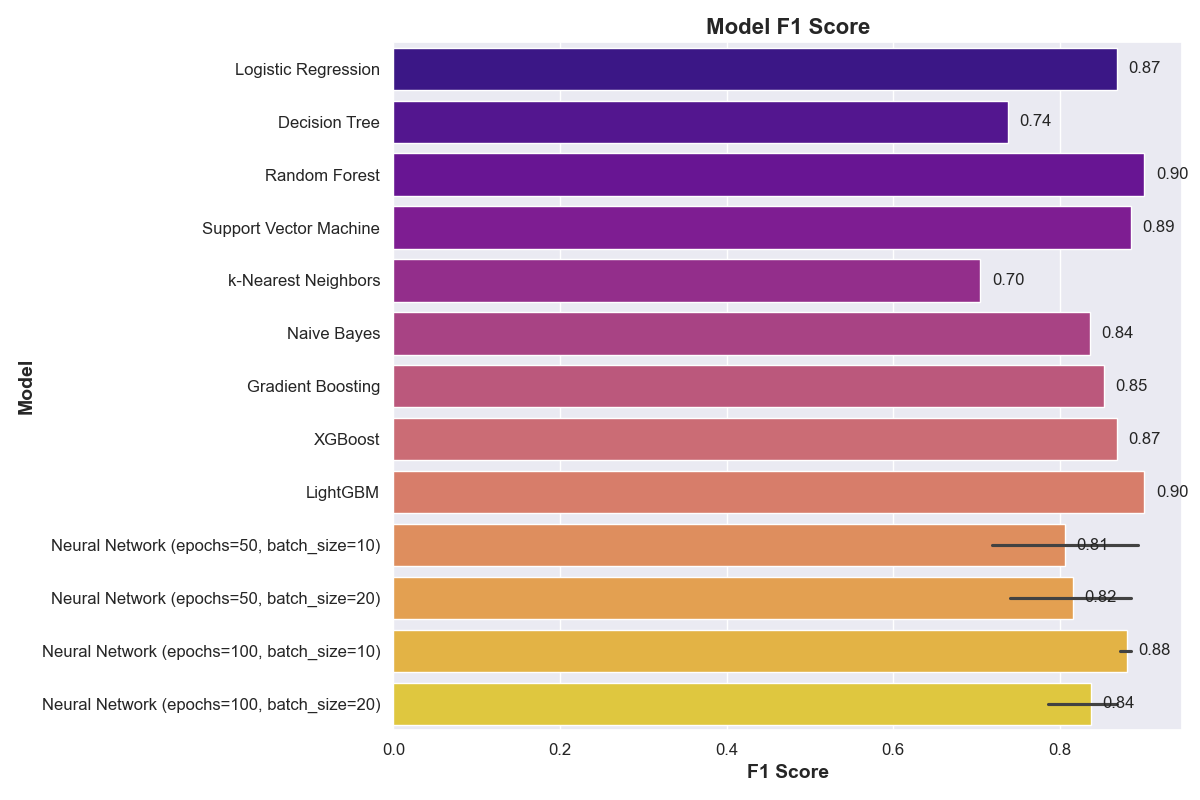 Model F1 Score
Logistic Regression 0.87
Decision Tree 0.74
Random Forest 0.90
Support Vector Machine 0.89
k-Nearest Neighbors 0.70
Naive Bayes 0.84
Gradient Boosting 0.85
XGBoost 0.87
LightGBM 0.90
Neural Network (epochs=50, batch_size=10) 0.81
Neural Network (epochs=50, batch_size=20) 0.82
Neural Network (epochs=100, batch_size=10) 0.88
Neural Network (epochs=100, batch_size=20) 0.84
Model
0.0 0.2 0.4 0.6 0.8
F1 Score